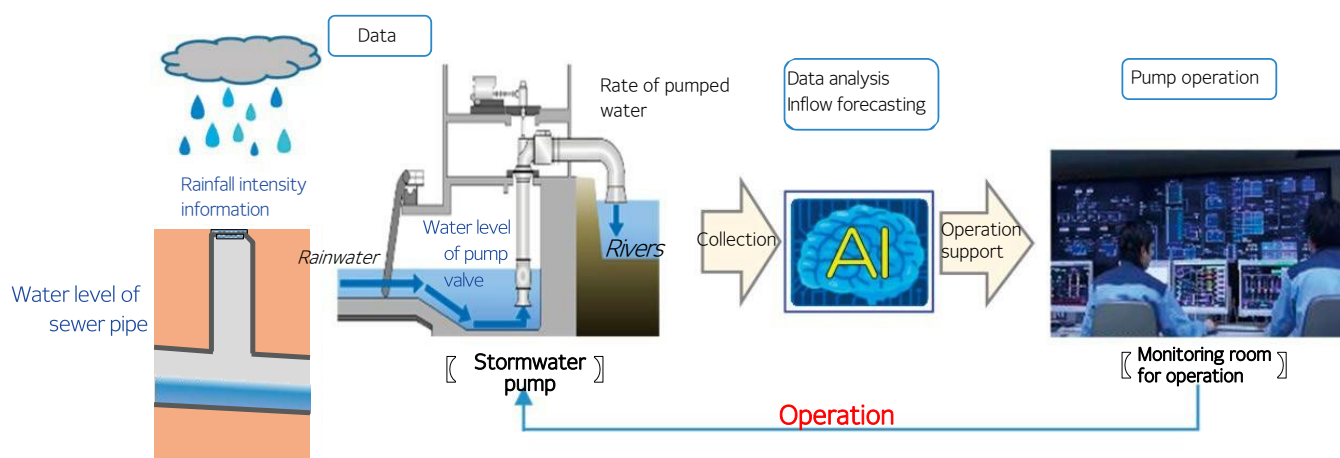 Data
Rate of pumped
water
Data analysis
Inflow forecasting
Pump operation
Rainfall intensity
information
Rainwater
Water level
of pump
valve
Rivers
Collection
AI
Operation
support
Water level of
sewer pipe
〖 Stormwater 〗
pump
〖 Monitoring room 〗
for operation
Operation